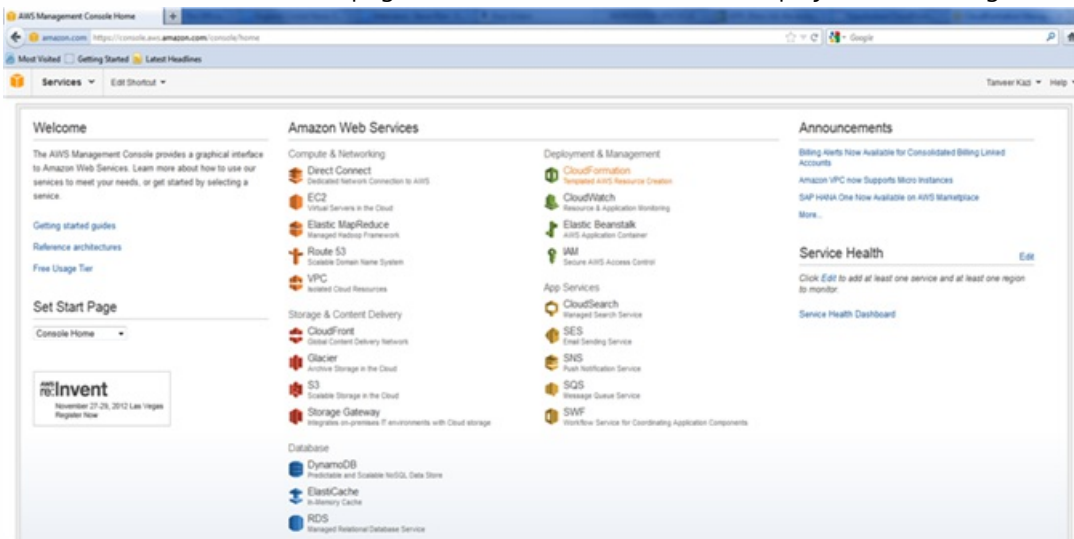 AWS Management Console Home
amazon.com https://console.aws.amazon.com/console/home
Google
Most Visited Getting Started Latest Headlines
Services Edit Shortcut
Tanveer Kazi Help
Welcome
The AWS Management Console provides a graphical interface
to Amazon Web Services. Learn more about how to use our
services to meet your needs, or get started by selecting a
service.
Getting started guides
Reference architectures
Free Usage Tier
Set Start Page
Console Home
AWS
re:Invent
November 27-29, 2012 Las Vegas
Register Now
Amazon Web Services
Compute & Networking
Direct Connect
Dedicated Network Connection to AWS
EC2
Virtual Servers in the Cloud
Elastic MapReduce
Managed Hadoop Framework
Route 53
Scalable Domain Name System
VPC
Isolated Cloud Resources
Storage & Content Delivery
CloudFront
Global Content Delivery Network
Glacier
Archive Storage in the Cloud
S3
Scalable Storage in the Cloud
Storage Gateway
Integrates on-premises IT environments with Cloud storage
Database
DynamoDB
Predictable and Scalable NoSQL Data Store
ElastiCache
In-Memory Cache
RDS
Managed Relational Database Service
Deployment & Management
CloudFormation
Templated AWS Resource Creation
CloudWatch
Resource & Application Monitoring
Elastic Beanstalk
AWS Application Container
IAM
Secure AWS Access Control
App Services
CloudSearch
Managed Search Service
SES
Email Sending Service
SNS
Push Notification Service
SQS
Message Queue Service
SWF
Workflow Service for Coordinating Application Components
Announcements
Billing Alerts Now Available for Consolidated Billing Linked
Accounts
Amazon VPC now Supports Micro Instances
SAP HANA One Now Available on AWS Marketplace
More...
Service Health
Edit
Click Edit to add at least one service and at least one region
to monitor.
Service Health Dashboard